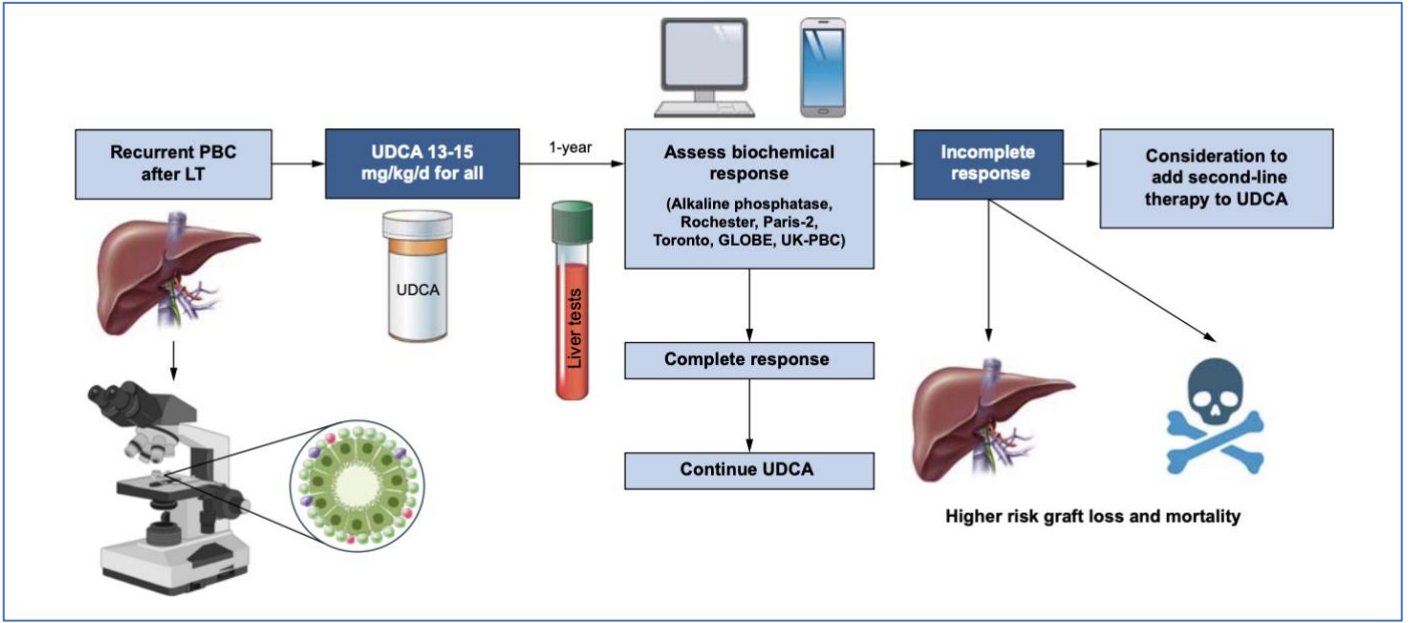 Recurrent PBC
after LT
UDCA 13-15
mg/kg/d for all
1-year
Assess biochemical
response
(Alkaline phosphatase,
Rochester, Paris-2,
Toronto, GLOBE, UK-PBC)
Incomplete
response
Consideration to
add second-line
therapy to UDCA
UDCA
Liver tests
Complete response
Continue UDCA
Higher risk graft loss and mortality